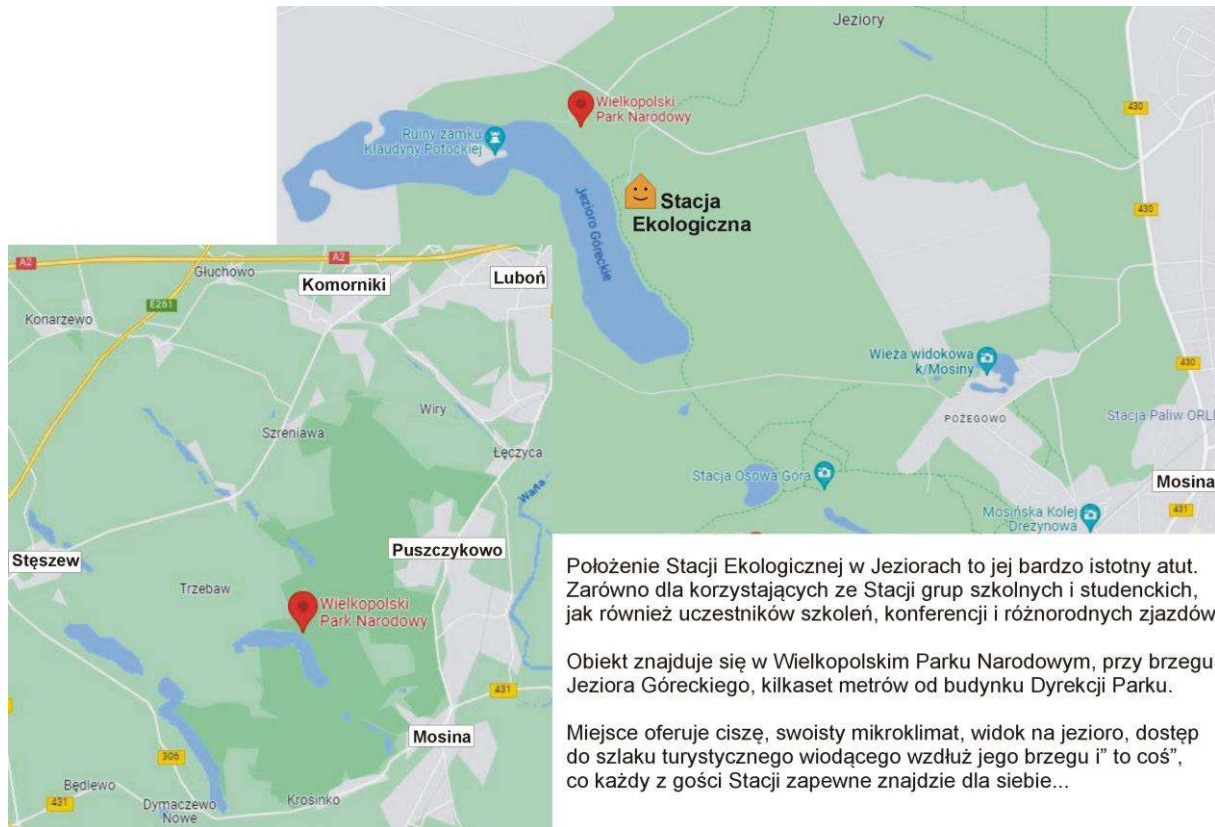 Jeziory
430
Wielkopolski
Park Narodowy
Ruiny zamku
Klaudyny Potockiej
Jezioro Góreckie
Stacja
Ekologiczna
430
Wieża widokowa
k/Mosiny
430
POŻEGOWO
Stacja Paliw ORL
Stacja Osowa Góra
Mosina
Mosińska Kolej
Drezynowa
431
A2
A2
Głuchowo
Komorniki
Luboń
E261
Konarzewo
Wiry
Szreniawa
Łęczyca
Warta
Stęszew
Puszczykowo
Trzebaw
Wielkopolski
Park Narodowy
431
Mosina
306
Będlewo
431
Krosinko
Dymaczewo
Nowe
Położenie Stacji Ekologicznej w Jeziorach to jej bardzo istotny atut.
Zarówno dla korzystających ze Stacji grup szkolnych i studenckich,
jak również uczestników szkoleń, konferencji i różnorodnych zjazdów
Obiekt znajduje się w Wielkopolskim Parku Narodowym, przy brzegu
Jeziora Góreckiego, kilkaset metrów od budynku Dyrekcji Parku.
Miejsce oferuje ciszę, swoisty mikroklimat, widok na jezioro, dostęp
do szlaku turystycznego wiodącego wzdłuż jego brzegu i” to coś”,
co każdy z gości Stacji zapewne znajdzie dla siebie...